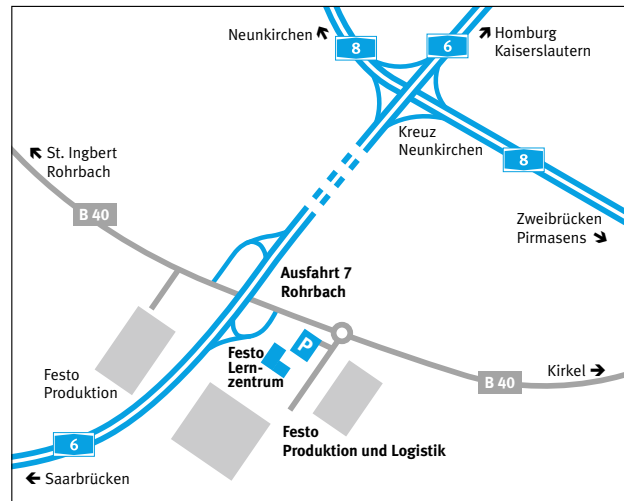 Neunkirchen
8
6
Homburg
Kaiserslautern
Kreuz
Neunkirchen
8
St. Ingbert
Rohrbach
B 40
Zweibrücken
Pirmasens
Ausfahrt 7
Rohrbach
P
Festo
Lern-
zentrum
Festo
Produktion
Kirkel
B 40
Festo
Produktion und Logistik
6
Saarbrücken